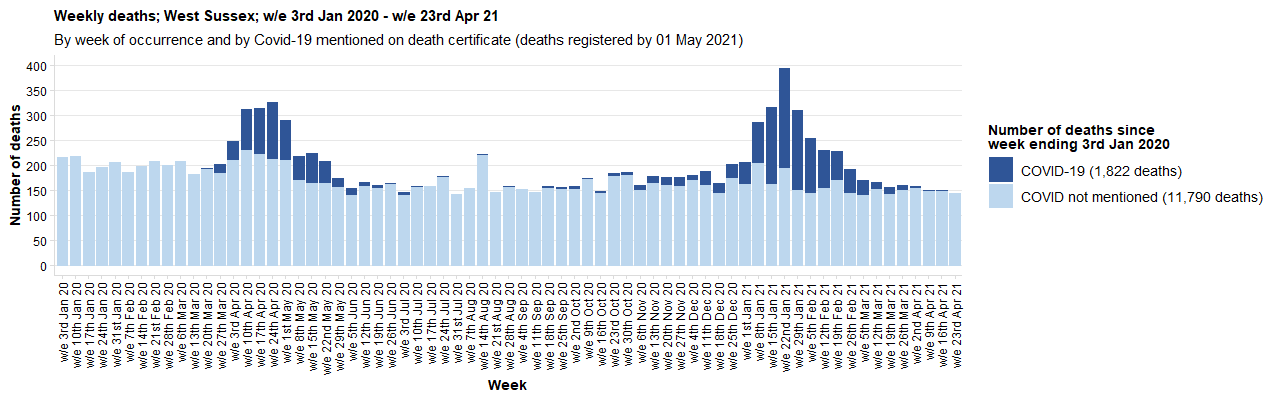 Weekly deaths; West Sussex; w/e 3rd Jan 2020 - w/e 23rd Apr 21
By week of occurrence and by Covid-19 mentioned on death certificate (deaths registered by 01 May 2021)
Number of deaths
400
350
300
250
200
150
100
50
0
w/e 3rd Jan 20
w/e 10th Jan 20
w/e 17th Jan 20
w/e 24th Jan 20
w/e 31st Jan 20
w/e 7th Feb 20
w/e 14th Feb 20
w/e 21st Feb 20
w/e 28th Feb 20
w/e 6th Mar 20
w/e 13th Mar 20
w/e 20th Mar 20
w/e 27th Mar 20
w/e 3rd Apr 20
w/e 10th Apr 20
w/e 17th Apr 20
w/e 24th Apr 20
w/e 1st May 20
w/e 8th May 20
w/e 15th May 20
w/e 22nd May 20
w/e 29th May 20
w/e 5th Jun 20
w/e 12th Jun 20
w/e 19th Jun 20
w/e 26th Jun 20
w/e 3rd Jul 20
w/e 10th Jul 20
w/e 17th Jul 20
w/e 24th Jul 20
w/e 31st Jul 20
w/e 7th Aug 20
w/e 14th Aug 20
w/e 21st Aug 20
w/e 28th Aug 20
w/e 4th Sep 20
w/e 11th Sep 20
w/e 18th Sep 20
w/e 25th Sep 20
w/e 2nd Oct 20
w/e 9th Oct 20
w/e 16th Oct 20
w/e 23rd Oct 20
w/e 30th Oct 20
w/e 6th Nov 20
w/e 13th Nov 20
w/e 20th Nov 20
w/e 27th Nov 20
w/e 4th Dec 20
w/e 11th Dec 20
w/e 18th Dec 20
w/e 25th Dec 20
w/e 1st Jan 21
w/e 8th Jan 21
w/e 15th Jan 21
w/e 22nd Jan 21
w/e 29th Jan 21
w/e 5th Feb 21
w/e 12th Feb 21
w/e 19th Feb 21
w/e 26th Feb 21
w/e 5th Mar 21
w/e 12th Mar 21
w/e 19th Mar 21
w/e 26th Mar 21
w/e 2nd Apr 21
w/e 9th Apr 21
w/e 16th Apr 21
w/e 23rd Apr 21
Week
Number of deaths since
week ending 3rd Jan 2020
COVID-19 (1,822 deaths)
COVID not mentioned (11,790 deaths)